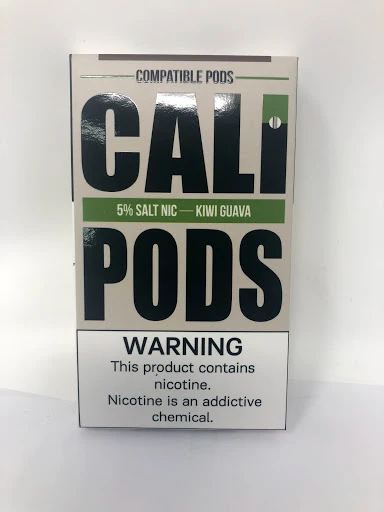 COMPATIBLE PODS
CALI
5% SALT NIC — KIWI GUAVA
PODS
WARNING
This product contains
nicotine.
Nicotine is an addictive
chemical.